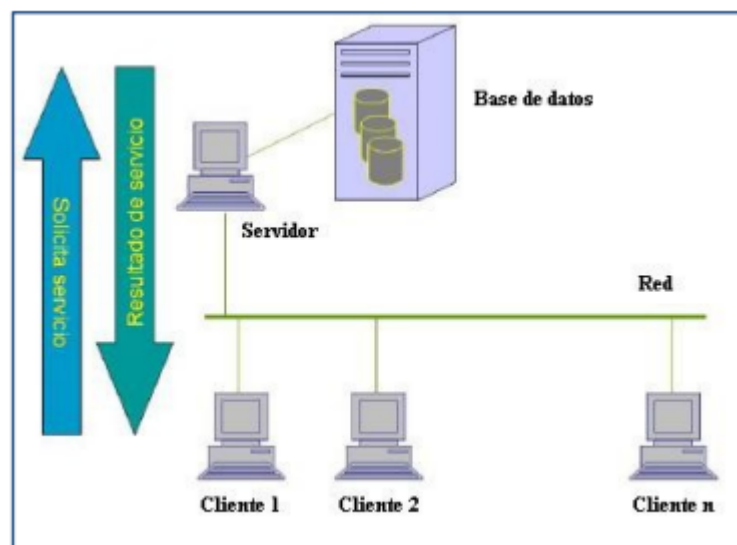 Base de datos
Solicita servicio
Resultado de servicio
Servidor
Red
Cliente 1
Cliente 2
Cliente n